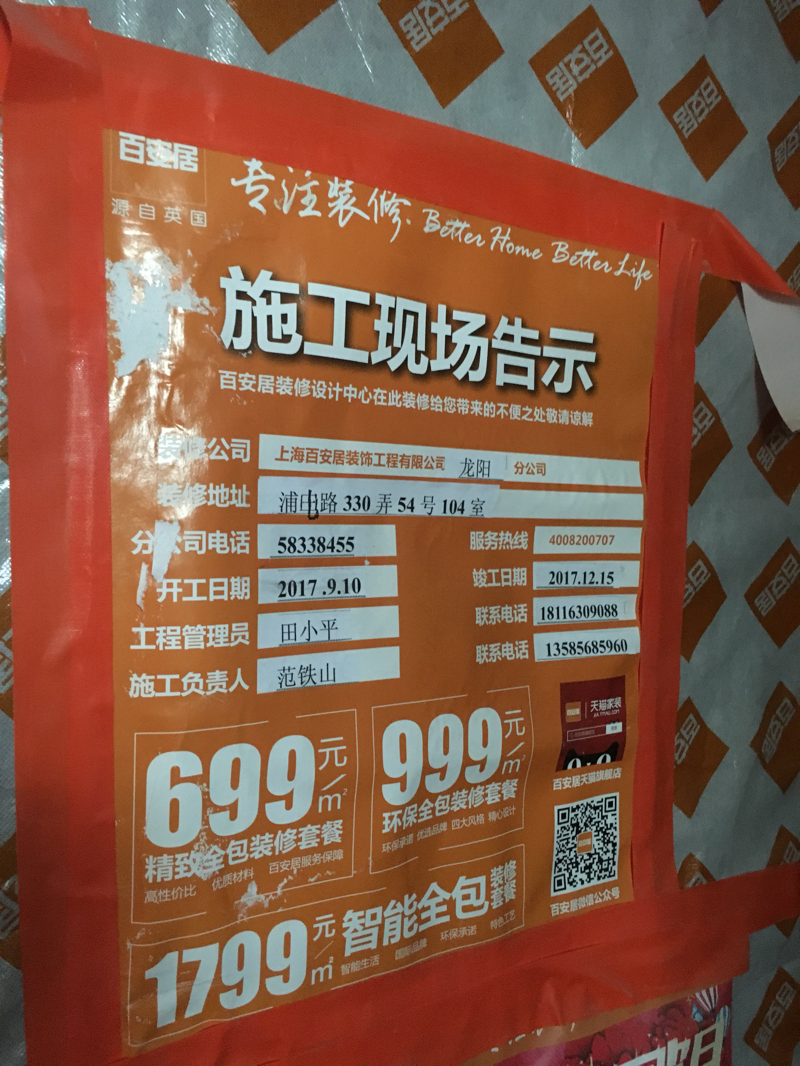 百安居
源自英国
专注装修. Better Home Better Life
施工现场告示
百安居装修设计中心在此装修给您带来的不便之处敬请谅解
装修公司 上海百安居装饰工程有限公司 龙阳 分公司
装修地址 浦电路 330 弄 54 号 104 室
分公司电话 58338455 服务热线 4008200707
开工日期 2017.9.10 竣工日期 2017.12.15
工程管理员 田小平 联系电话 18116309088
施工负责人 范铁山 联系电话 13585685960
699元/㎡
精致全包装修套餐
高性价比 优质材料 百安居服务保障
999元/㎡
环保全包装修套餐
环保承诺 优选品牌 四大风格 精心设计
天猫家装
百安居天猫旗舰店
百安居微信公众号
1799元/㎡ 智能全包装修套餐
智能生活 国际品牌 环保承诺 特色工艺